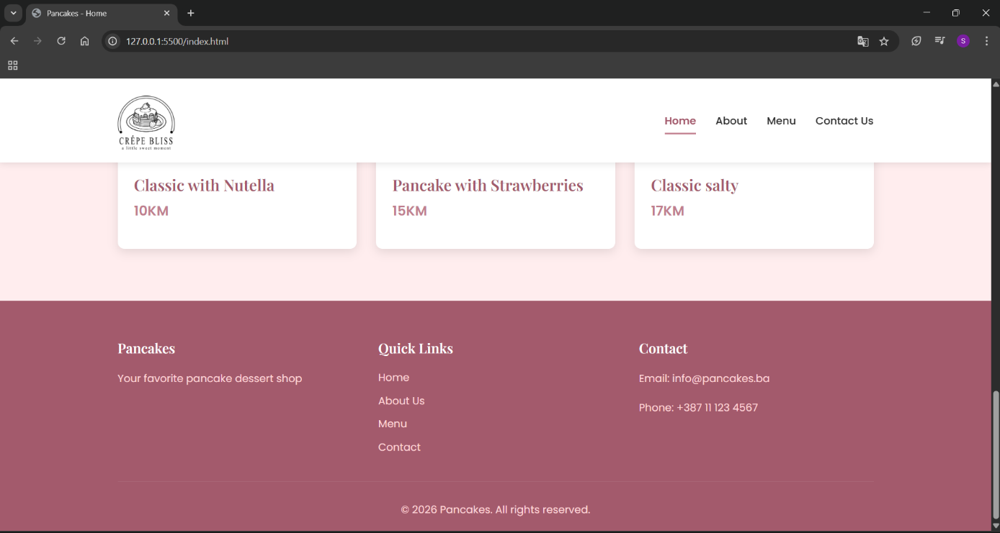 Pancakes - Home
127.0.0.1:5500/index.html
S
CRÊPE BLISS
a little sweet moment
Home About Menu Contact Us
Classic with Nutella
10KM
Pancake with Strawberries
15KM
Classic salty
17KM
Pancakes
Your favorite pancake dessert shop
Quick Links
Home
About Us
Menu
Contact
Contact
Email: info@pancakes.ba
Phone: +387 11 123 4567
© 2026 Pancakes. All rights reserved.